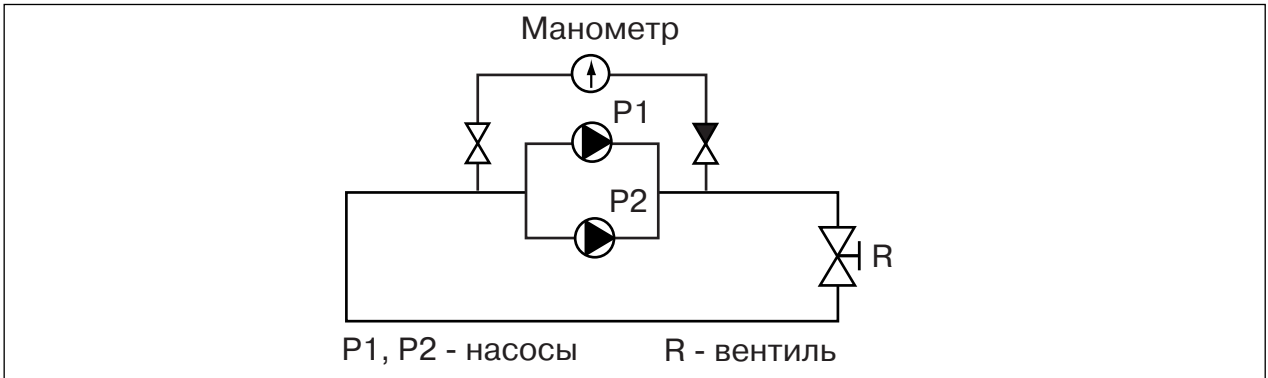 Манометр
P1
P2
R
P1, P2 - насосы
R - вентиль